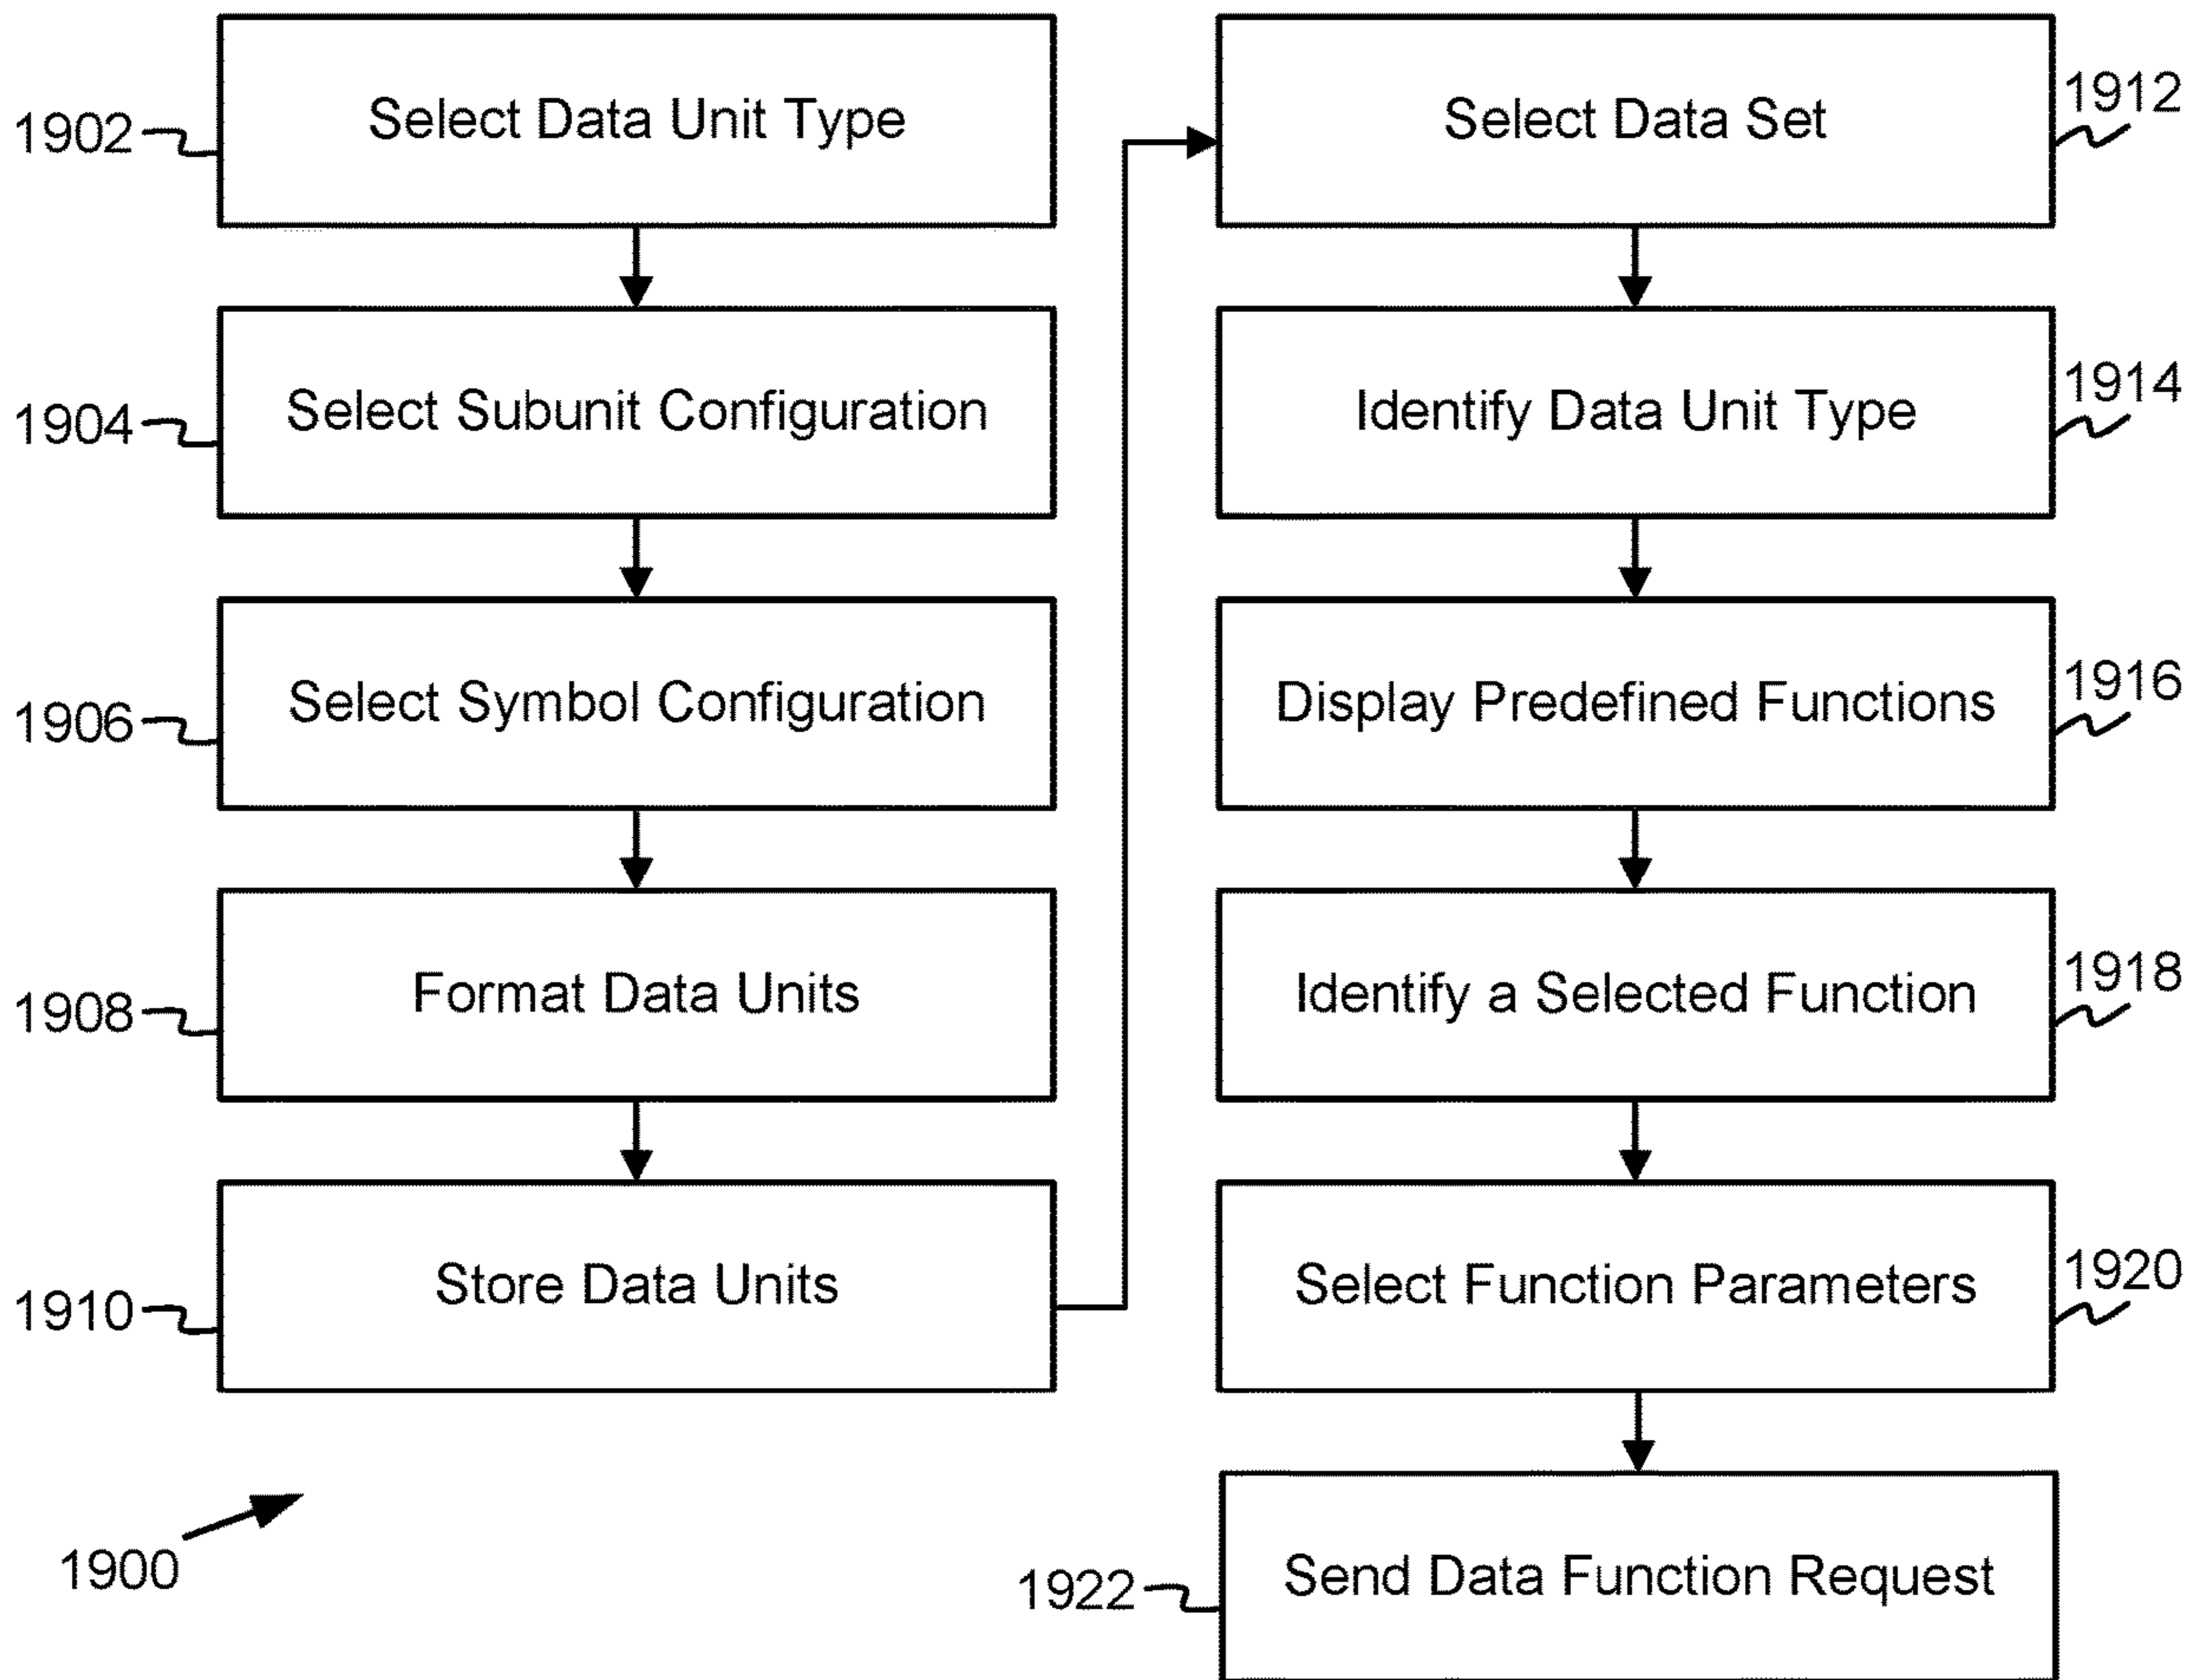 1902
Select Data Unit Type
1904
Select Subunit Configuration
1906
Select Symbol Configuration
1908
Format Data Units
1910
Store Data Units
1900
Select Data Set
1912
Identify Data Unit Type
1914
Display Predefined Functions
1916
Identify a Selected Function
1918
Select Function Parameters
1920
1922
Send Data Function Request